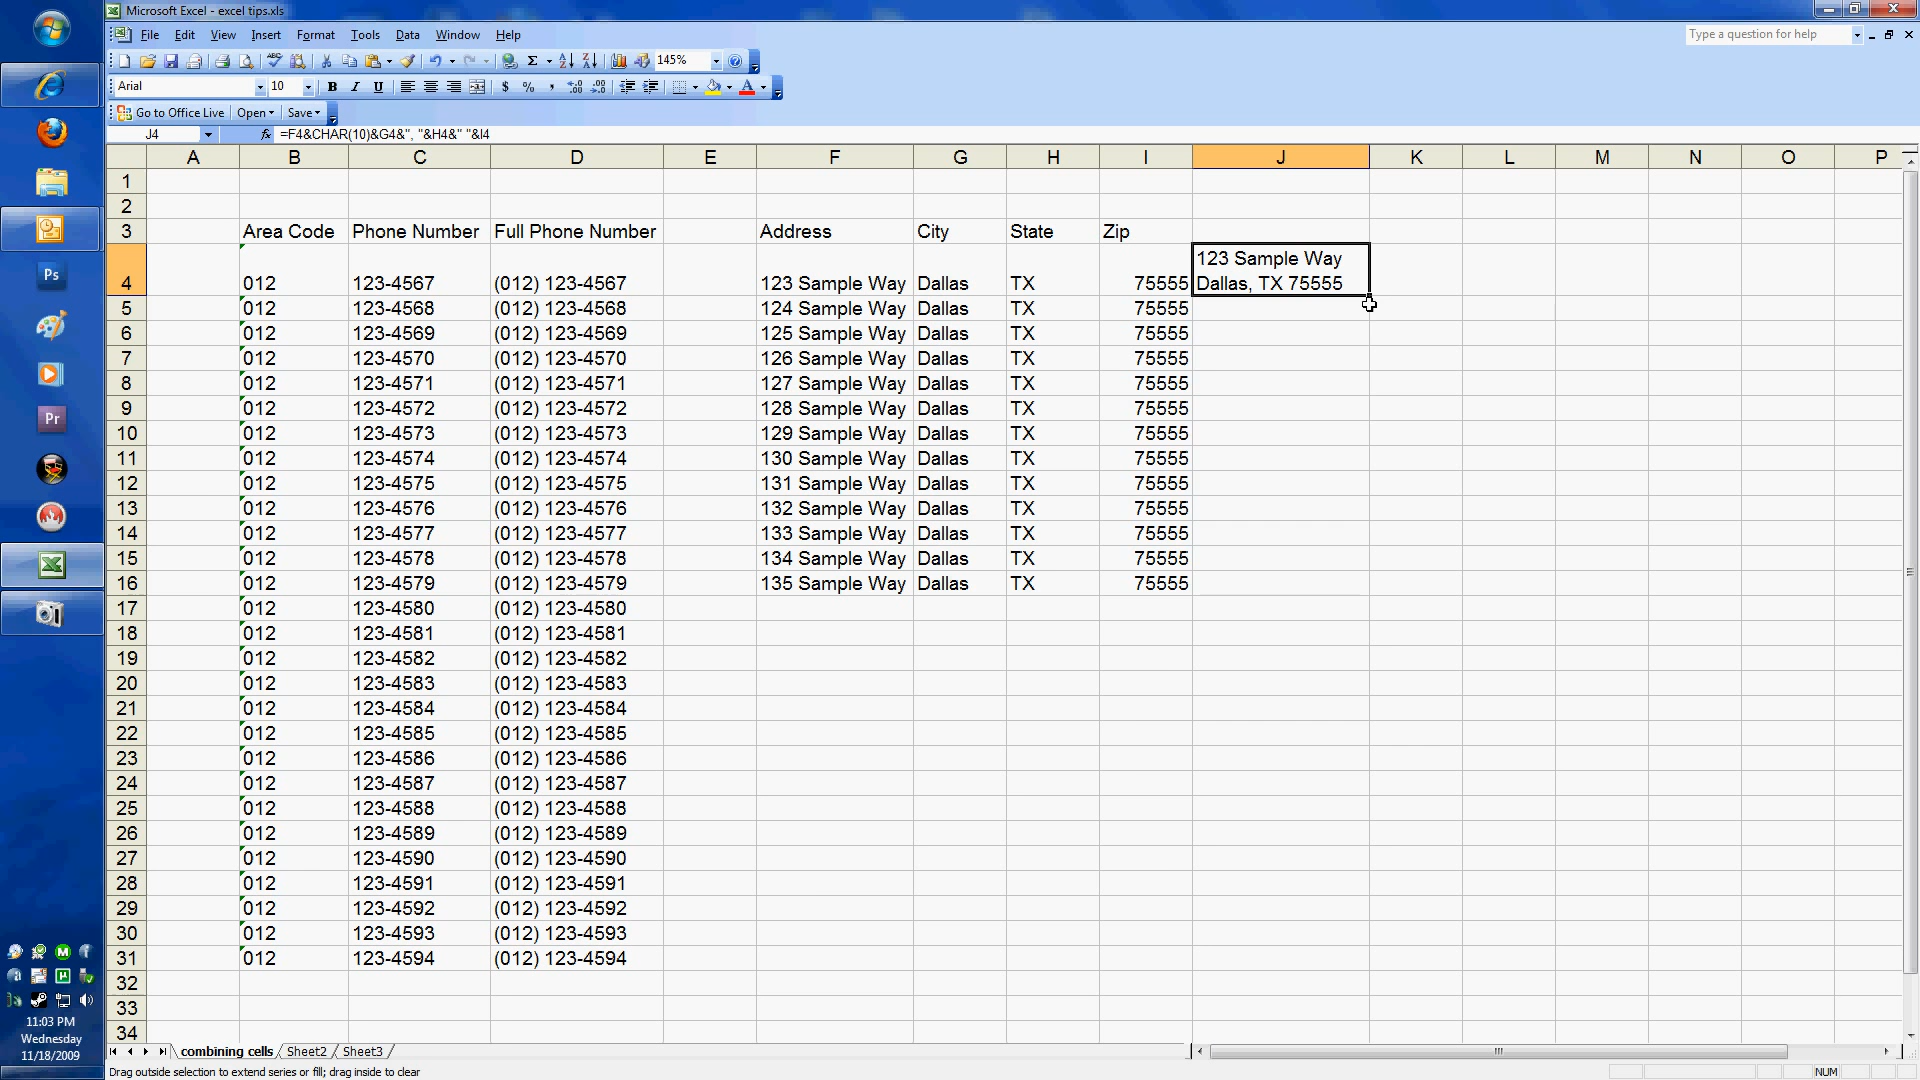 Microsoft Excel - excel tips.xls
File Edit View Insert Format Tools Data Window Help
Type a question for help
145%
Arial 10 B I U $ % ,
Go to Office Live Open Save
J4 fx =F4&CHAR(10)&G4&", "&H4&" "&I4
A B C D E F G H I J K L M N O P
1
2
3 Area Code Phone Number Full Phone Number Address City State Zip
123 Sample Way
4 012 123-4567 (012) 123-4567 123 Sample Way Dallas TX 75555 Dallas, TX 75555
5 012 123-4568 (012) 123-4568 124 Sample Way Dallas TX 75555
6 012 123-4569 (012) 123-4569 125 Sample Way Dallas TX 75555
7 012 123-4570 (012) 123-4570 126 Sample Way Dallas TX 75555
8 012 123-4571 (012) 123-4571 127 Sample Way Dallas TX 75555
9 012 123-4572 (012) 123-4572 128 Sample Way Dallas TX 75555
10 012 123-4573 (012) 123-4573 129 Sample Way Dallas TX 75555
11 012 123-4574 (012) 123-4574 130 Sample Way Dallas TX 75555
12 012 123-4575 (012) 123-4575 131 Sample Way Dallas TX 75555
13 012 123-4576 (012) 123-4576 132 Sample Way Dallas TX 75555
14 012 123-4577 (012) 123-4577 133 Sample Way Dallas TX 75555
15 012 123-4578 (012) 123-4578 134 Sample Way Dallas TX 75555
16 012 123-4579 (012) 123-4579 135 Sample Way Dallas TX 75555
17 012 123-4580 (012) 123-4580
18 012 123-4581 (012) 123-4581
19 012 123-4582 (012) 123-4582
20 012 123-4583 (012) 123-4583
21 012 123-4584 (012) 123-4584
22 012 123-4585 (012) 123-4585
23 012 123-4586 (012) 123-4586
24 012 123-4587 (012) 123-4587
25 012 123-4588 (012) 123-4588
26 012 123-4589 (012) 123-4589
27 012 123-4590 (012) 123-4590
28 012 123-4591 (012) 123-4591
29 012 123-4592 (012) 123-4592
30 012 123-4593 (012) 123-4593
31 012 123-4594 (012) 123-4594
32
33
34
combining cells Sheet2 Sheet3
Drag outside selection to extend series or fill; drag inside to clear
NUM
Ps
Pr
11:03 PM
Wednesday
11/18/2009